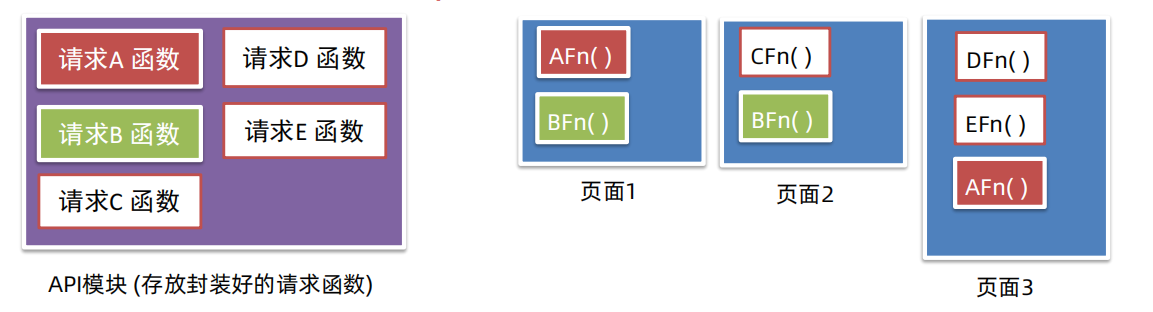 请求A 函数
请求D 函数
请求B 函数
请求E 函数
请求C 函数
API模块 (存放封装好的请求函数)
AFn( )
BFn( )
页面1
CFn( )
BFn( )
页面2
DFn( )
EFn( )
AFn( )
页面3